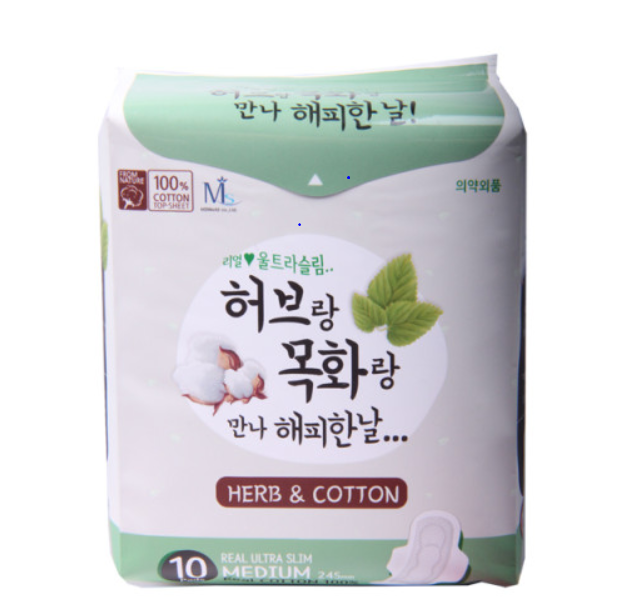 만나 해피한 날!
FROM NATURE
100%
COTTON
TOP-SHEET
Ms
의약외품
리얼♥울트라슬림..
허브랑
목화랑
만나 해피한날...
HERB & COTTON
10
REAL ULTRA SLIM
MEDIUM 245mm